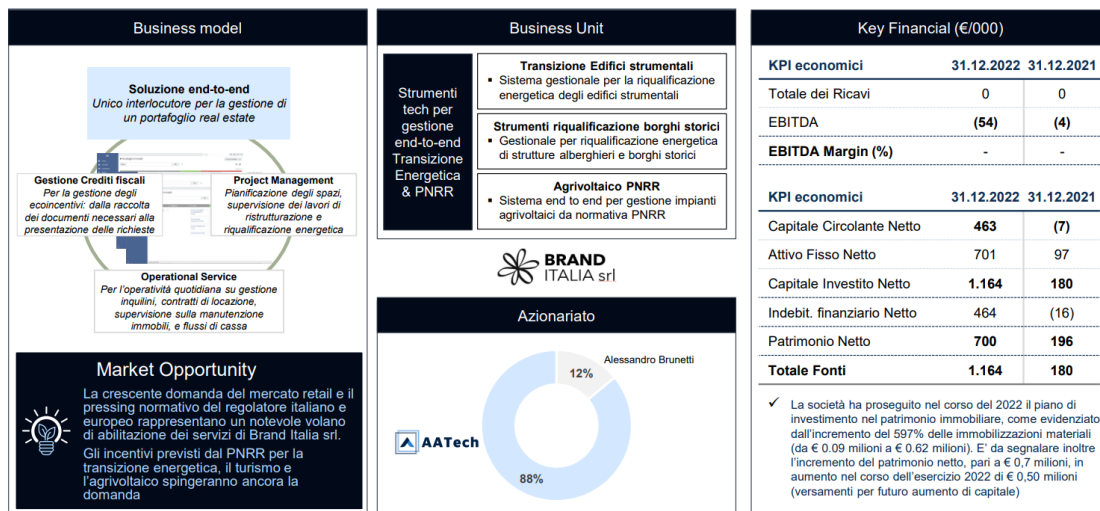 Business model
Soluzione end-to-end
Unico interlocutore per la gestione di
un portafoglio real estate
Gestione Crediti fiscali
Per la gestione degli
ecoincentivi: dalla raccolta
dei documenti necessari alla
presentazione delle richieste
Project Management
Pianificazione degli spazi,
supervisione dei lavori di
ristrutturazione e
riqualificazione energetica
Operational Service
Per l'operatività quotidiana su gestione
inquilini, contratti di locazione,
supervisione sulla manutenzione
immobili, e flussi di cassa
Market Opportunity
La crescente domanda del mercato retail e il
pressing normativo del regolatore italiano e
europeo rappresentano un notevole volano
di abilitazione dei servizi di Brand Italia srl.
Gli incentivi previsti dal PNRR per la
transizione energetica, il turismo e
l'agrivoltaico spingeranno ancora la
domanda
Business Unit
Strumenti
tech per
gestione
end-to-end
Transizione
Energetica
& PNRR
Transizione Edifici strumentali
▪ Sistema gestionale per la riqualificazione
energetica degli edifici strumentali
Strumenti riqualificazione borghi storici
▪ Gestionale per riqualificazione energetica
di strutture alberghieri e borghi storici
Agrivoltaico PNRR
▪ Sistema end to end per gestione impianti
agrivoltaici da normativa PNRR
BRAND
ITALIA srl
Azionariato
Alessandro Brunetti
12%
AATech
88%
Key Financial (€/000)
KPI economici 31.12.2022 31.12.2021
Totale dei Ricavi 0 0
EBITDA (54) (4)
EBITDA Margin (%) - -
KPI economici 31.12.2022 31.12.2021
Capitale Circolante Netto 463 (7)
Attivo Fisso Netto 701 97
Capitale Investito Netto 1.164 180
Indebit. finanziario Netto 464 (16)
Patrimonio Netto 700 196
Totale Fonti 1.164 180
✓ La società ha proseguito nel corso del 2022 il piano di
investimento nel patrimonio immobiliare, come evidenziato
dall'incremento del 597% delle immobilizzazioni materiali
(da € 0.09 milioni a € 0.62 milioni). E' da segnalare inoltre
l'incremento del patrimonio netto, pari a € 0,7 milioni, in
aumento nel corso dell'esercizio 2022 di € 0,50 milioni
(versamenti per futuro aumento di capitale)